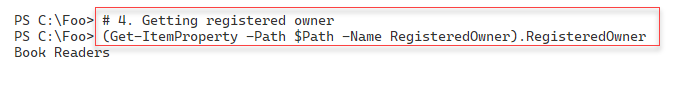 PS C:\Foo> # 4. Getting registered owner
PS C:\Foo> (Get-ItemProperty -Path $Path -Name RegisteredOwner).RegisteredOwner
Book Readers